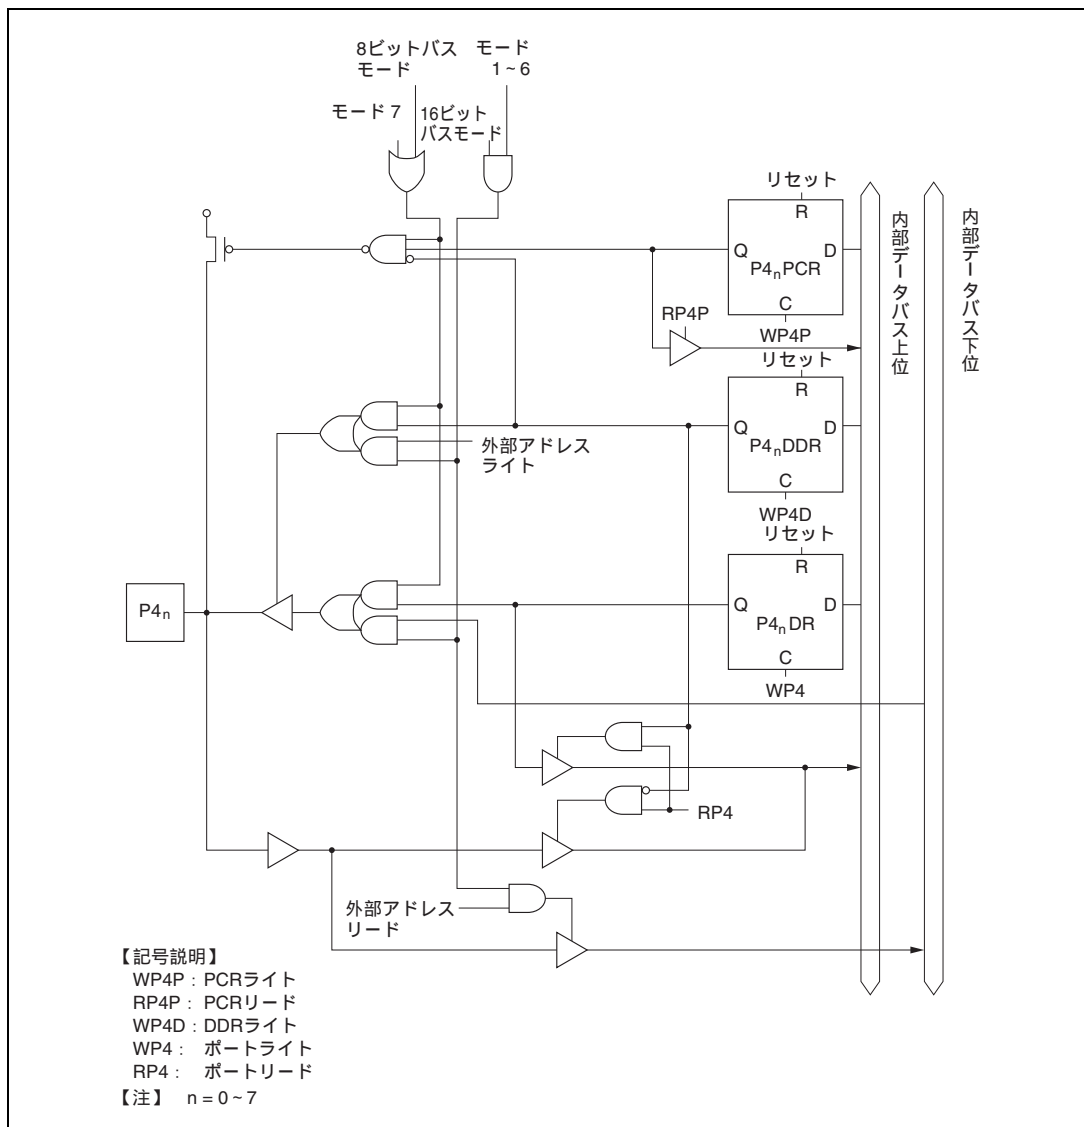 8ビットバス
モード
モード
1~6
モード 7
16ビット
バスモード
リセット
R
Q
D
P4nPCR
C
WP4P
RP4P
リセット
R
Q
D
P4nDDR
C
WP4D
外部アドレス
ライト
リセット
R
Q
D
P4nDR
C
WP4
P4n
RP4
外部アドレス
リード
内部データバス上位
内部データバス下位
【記号説明】
WP4P : PCRライト
RP4P : PCRリード
WP4D : DDRライト
WP4 : ポートライト
RP4 : ポートリード
【注】 n = 0~7